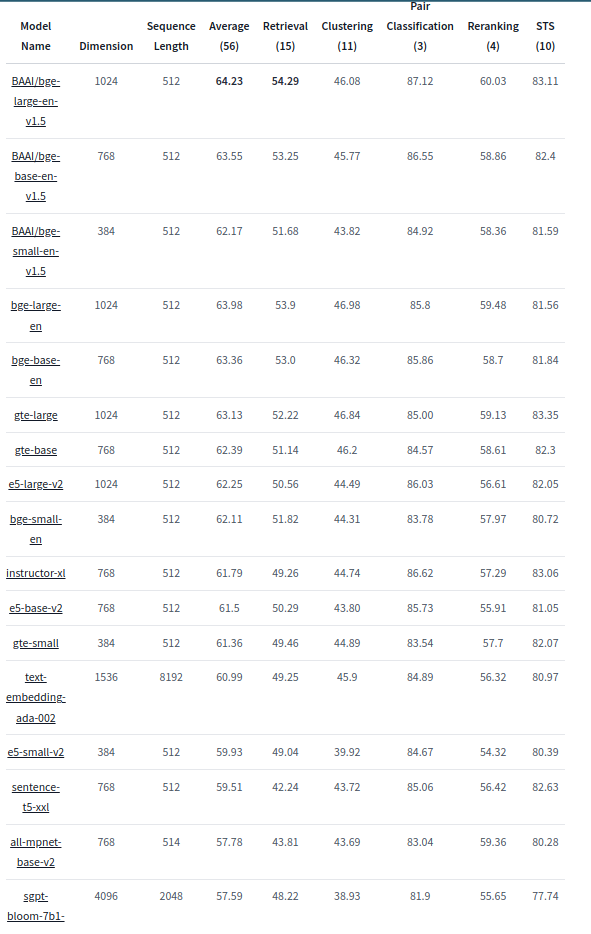 Pair
Model Sequence Average Retrieval Clustering Classification Reranking STS
Name Dimension Length (56) (15) (11) (3) (4) (10)
BAAI/bge- 1024 512 64.23 54.29 46.08 87.12 60.03 83.11
large-en-
v1.5
BAAI/bge- 768 512 63.55 53.25 45.77 86.55 58.86 82.4
base-en-
v1.5
BAAI/bge- 384 512 62.17 51.68 43.82 84.92 58.36 81.59
small-en-
v1.5
bge-large- 1024 512 63.98 53.9 46.98 85.8 59.48 81.56
en
bge-base- 768 512 63.36 53.0 46.32 85.86 58.7 81.84
en
gte-large 1024 512 63.13 52.22 46.84 85.00 59.13 83.35
gte-base 768 512 62.39 51.14 46.2 84.57 58.61 82.3
e5-large-v2 1024 512 62.25 50.56 44.49 86.03 56.61 82.05
bge-small- 384 512 62.11 51.82 44.31 83.78 57.97 80.72
en
instructor-xl 768 512 61.79 49.26 44.74 86.62 57.29 83.06
e5-base-v2 768 512 61.5 50.29 43.80 85.73 55.91 81.05
gte-small 384 512 61.36 49.46 44.89 83.54 57.7 82.07
text- 1536 8192 60.99 49.25 45.9 84.89 56.32 80.97
embedding-
ada-002
e5-small-v2 384 512 59.93 49.04 39.92 84.67 54.32 80.39
sentence- 768 512 59.51 42.24 43.72 85.06 56.42 82.63
t5-xxl
all-mpnet- 768 514 57.78 43.81 43.69 83.04 59.36 80.28
base-v2
sgpt- 4096 2048 57.59 48.22 38.93 81.9 55.65 77.74
bloom-7b1-